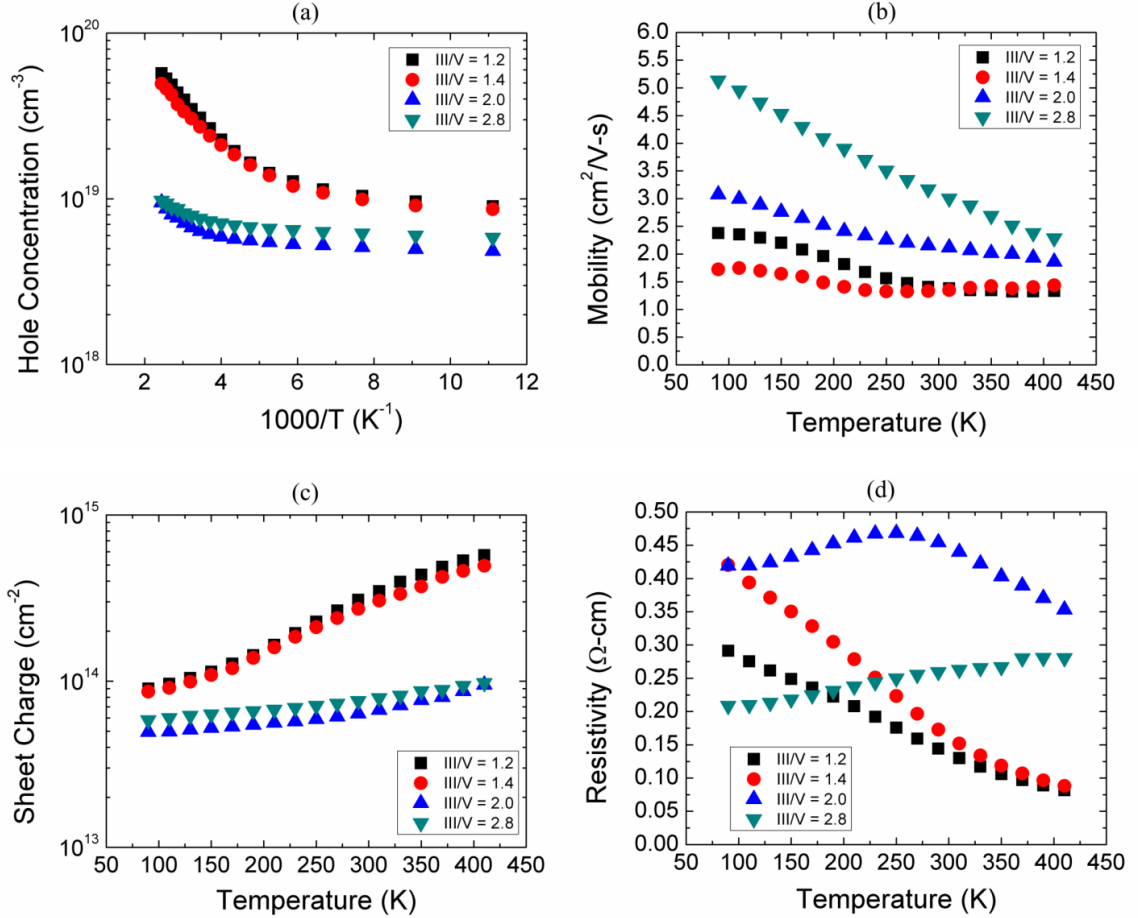 (a)
10^20
10^19
10^18
Hole Concentration (cm^-3)
III/V = 1.2
III/V = 1.4
III/V = 2.0
III/V = 2.8
2 4 6 8 10 12
1000/T (K^-1)
(b)
6.0
5.5
5.0
4.5
4.0
3.5
3.0
2.5
2.0
1.5
1.0
0.5
0.0
Mobility (cm^2/V-s)
III/V = 1.2
III/V = 1.4
III/V = 2.0
III/V = 2.8
50 100 150 200 250 300 350 400 450
Temperature (K)
(c)
10^15
10^14
10^13
Sheet Charge (cm^-2)
III/V = 1.2
III/V = 1.4
III/V = 2.0
III/V = 2.8
50 100 150 200 250 300 350 400 450
Temperature (K)
(d)
0.50
0.45
0.40
0.35
0.30
0.25
0.20
0.15
0.10
0.05
0.00
Resistivity (Ω-cm)
III/V = 1.2
III/V = 1.4
III/V = 2.0
III/V = 2.8
50 100 150 200 250 300 350 400 450
Temperature (K)